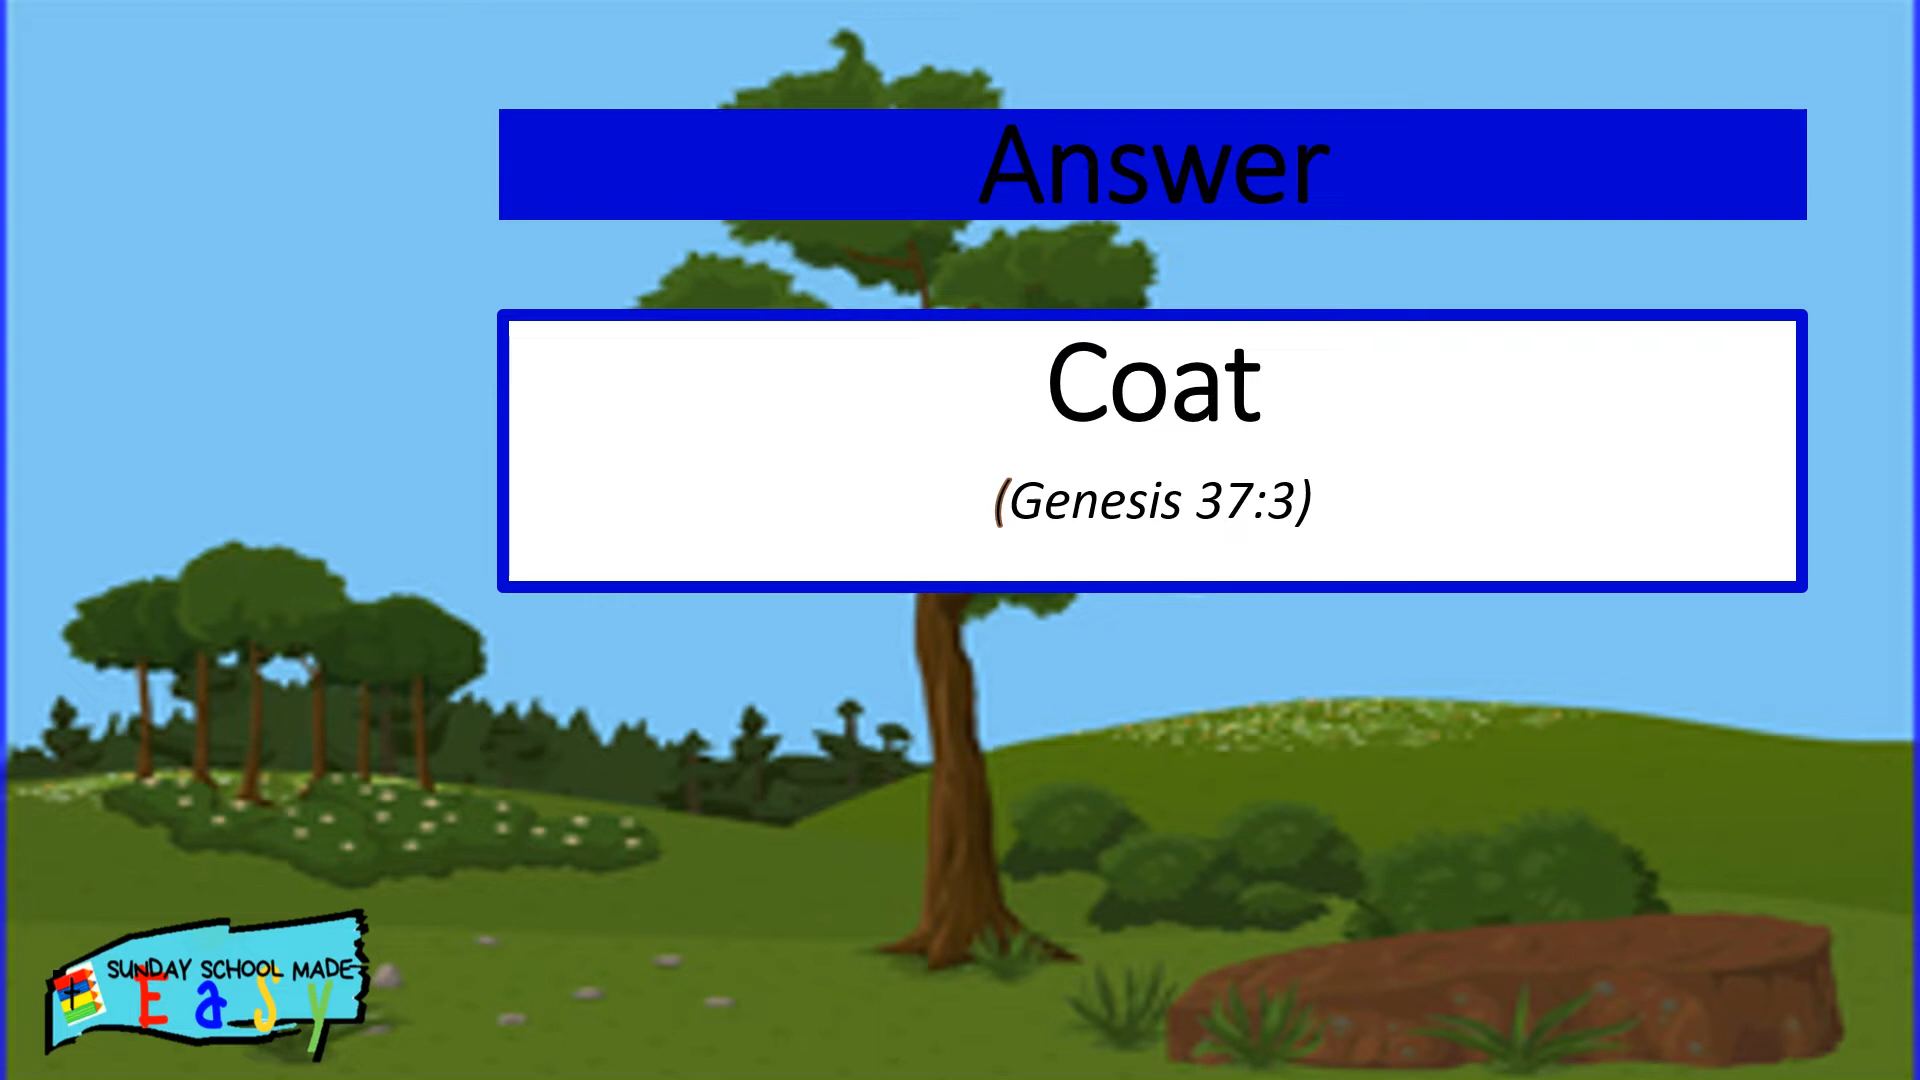 Answer
Coat
(Genesis 37:3)
SUNDAY SCHOOL MADE
Easy